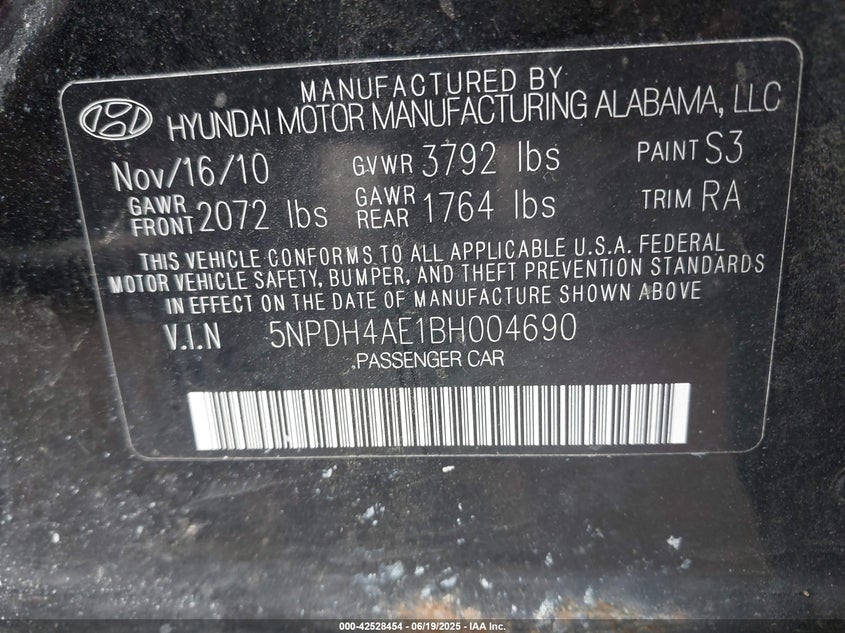 MANUFACTURED BY
HYUNDAI MOTOR MANUFACTURING ALABAMA, LLC
Nov/16/10 GVWR 3792 lbs PAINT S3
GAWR FRONT 2072 lbs GAWR REAR 1764 lbs TRIM RA
THIS VEHICLE CONFORMS TO ALL APPLICABLE U.S.A. FEDERAL
MOTOR VEHICLE SAFETY, BUMPER, AND THEFT PREVENTION STANDARDS
IN EFFECT ON THE DATE OF MANUFACTURE SHOWN ABOVE
V.I.N 5NPDH4AE1BH004690
PASSENGER CAR
000-42528454 - 06/19/2025 - IAA Inc.